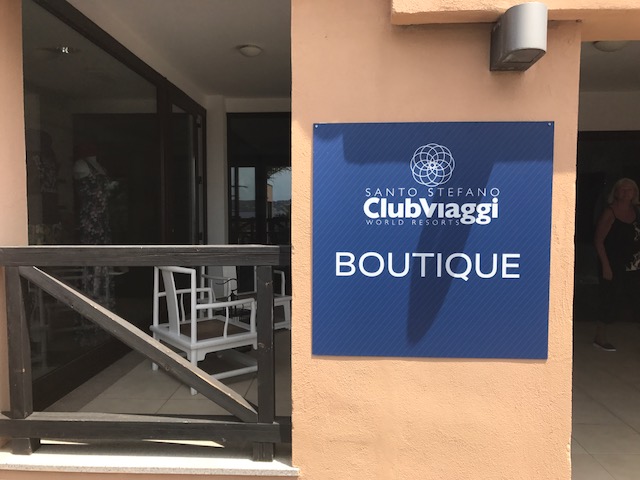 SANTO STEFANO
ClubViaggi
WORLD RESORTS
BOUTIQUE